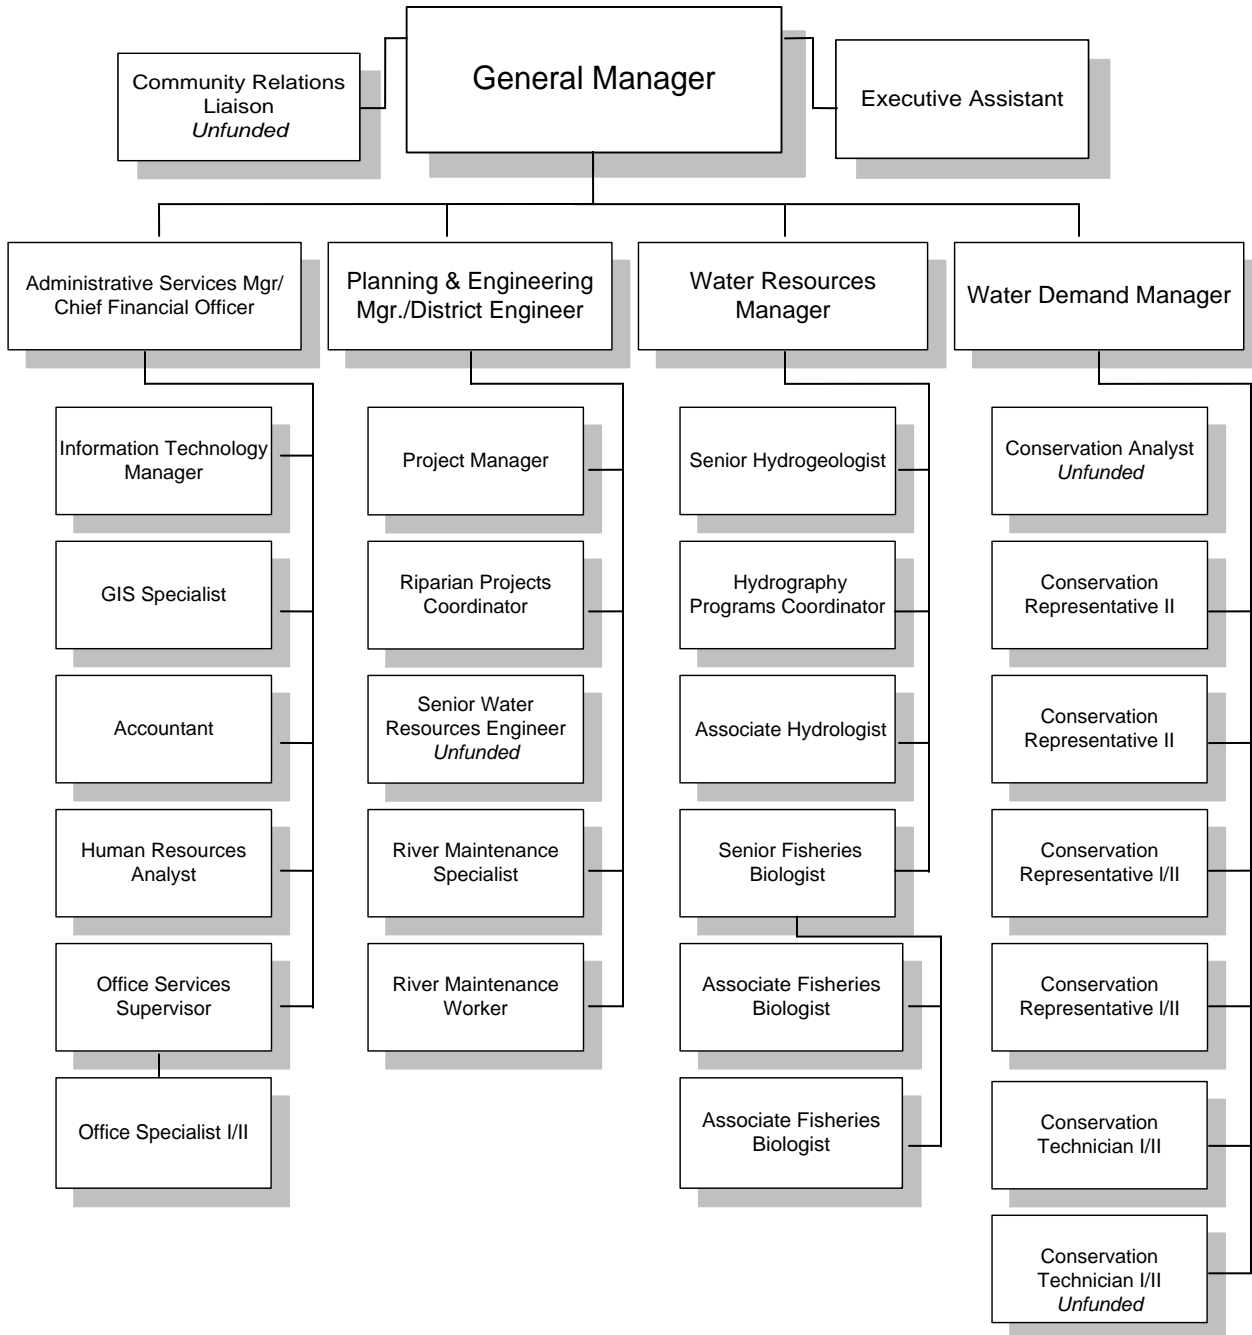 General Manager
Community Relations
Liaison
Unfunded
Executive Assistant
Administrative Services Mgr/
Chief Financial Officer
Planning & Engineering
Mgr./District Engineer
Water Resources
Manager
Water Demand Manager
Information Technology
Manager
GIS Specialist
Accountant
Human Resources
Analyst
Office Services
Supervisor
Office Specialist I/II
Project Manager
Riparian Projects
Coordinator
Senior Water
Resources Engineer
Unfunded
River Maintenance
Specialist
River Maintenance
Worker
Senior Hydrogeologist
Hydrography
Programs Coordinator
Associate Hydrologist
Senior Fisheries
Biologist
Associate Fisheries
Biologist
Associate Fisheries
Biologist
Conservation Analyst
Unfunded
Conservation
Representative II
Conservation
Representative II
Conservation
Representative I/II
Conservation
Representative I/II
Conservation
Technician I/II
Conservation
Technician I/II
Unfunded